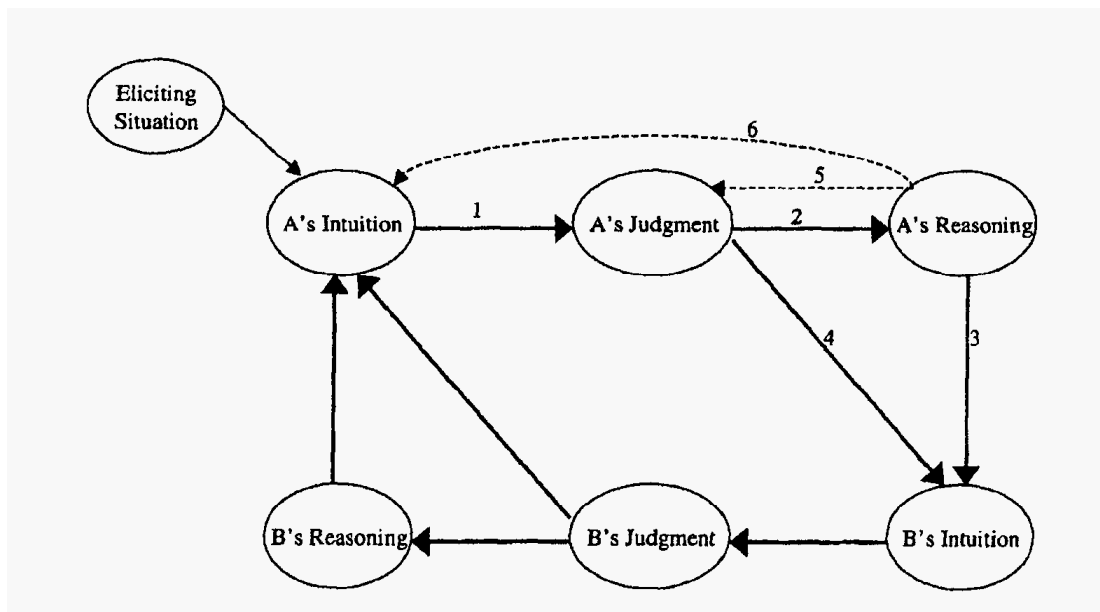 Eliciting
Situation
6
5
A's Intuition
1
A's Judgment
2
A's Reasoning
4
3
B's Reasoning
B's Judgment
B's Intuition